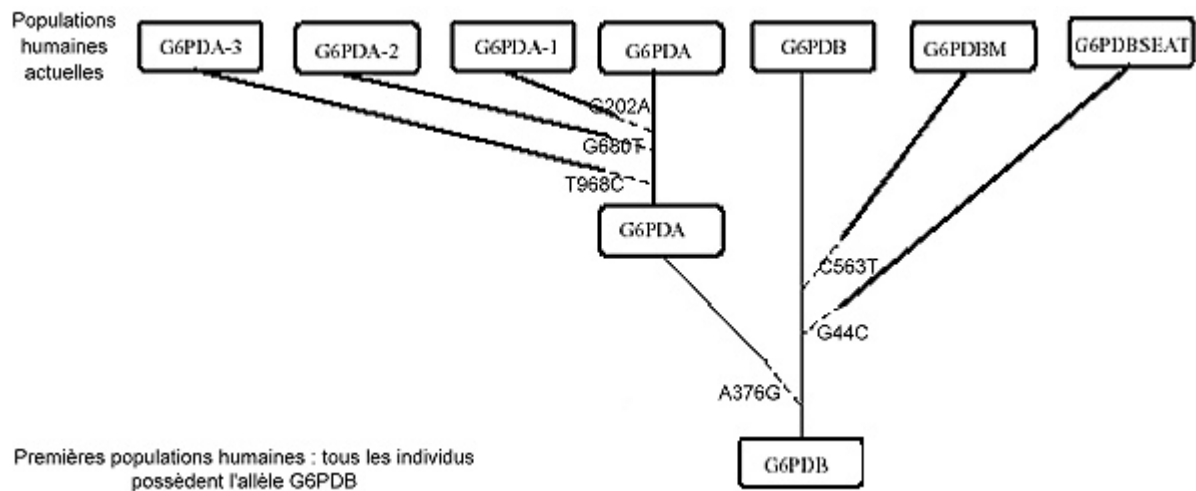 Populations
humaines
actuelles
G6PDA-3
G6PDA-2
G6PDA-1
G6PDA
G6PDB
G6PDBM
G6PDBSEAT
G202A
G680T
T968C
G6PDA
C563T
G44C
A376G
G6PDB
Premières populations humaines : tous les individus
possèdent l'allèle G6PDB